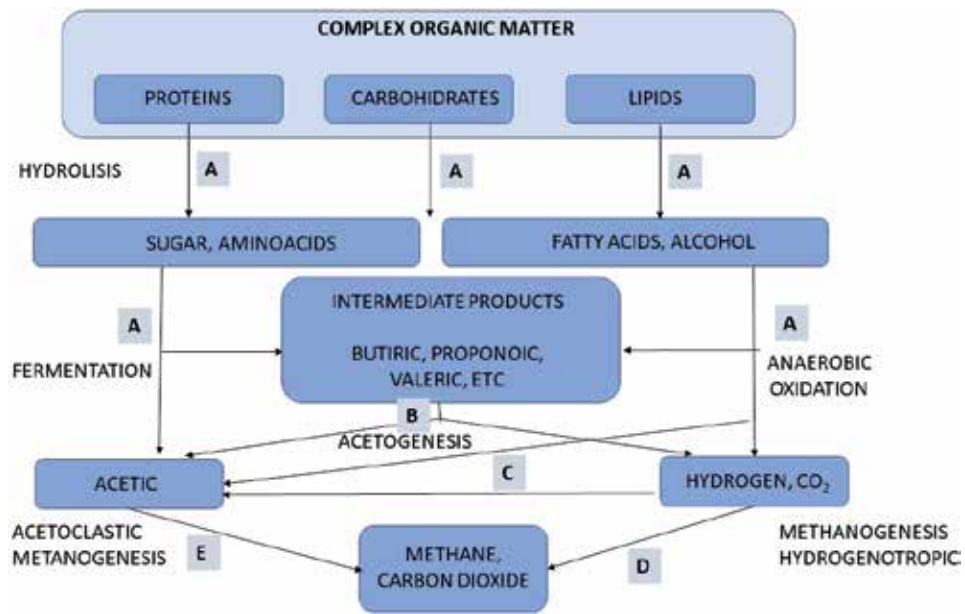 COMPLEX ORGANIC MATTER
PROTEINS
CARBOHIDRATES
LIPIDS
HYDROLISIS
A
A
A
SUGAR, AMINOACIDS
FATTY ACIDS, ALCOHOL
INTERMEDIATE PRODUCTS
BUTIRIC, PROPONOIC,
VALERIC, ETC
A
FERMENTATION
A
ANAEROBIC
OXIDATION
B
ACETOGENESIS
C
ACETIC
HYDROGEN, CO₂
ACETOCLASTIC
METANOGENESIS
E
METHANE,
CARBON DIOXIDE
D
METHANOGENESIS
HYDROGENOTROPIC